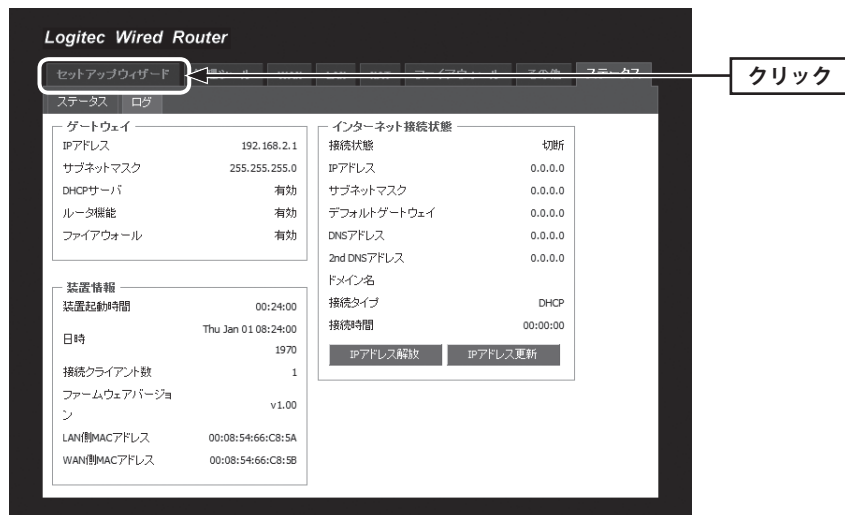 Logitec Wired Router
セットアップウィザード
その他
ステータス
クリック
ステータス ログ
ゲートウェイ
IPアドレス 192.168.2.1
サブネットマスク 255.255.255.0
DHCPサーバ 有効
ルータ機能 有効
ファイアウォール 有効
装置情報
装置起動時間 00:24:00
日時 Thu Jan 01 08:24:00
1970
接続クライアント数 1
ファームウェアバージョ
ン v1.00
LAN側MACアドレス 00:08:54:66:C8:5A
WAN側MACアドレス 00:08:54:66:C8:5B
インターネット接続状態
接続状態 切断
IPアドレス 0.0.0.0
サブネットマスク 0.0.0.0
デフォルトゲートウェイ 0.0.0.0
DNSアドレス 0.0.0.0
2nd DNSアドレス 0.0.0.0
ドメイン名
接続タイプ DHCP
接続時間 00:00:00
IPアドレス解放 IPアドレス更新